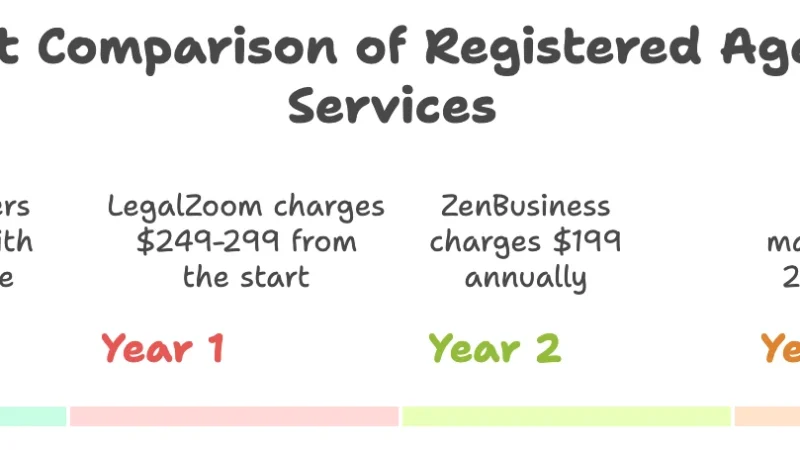 t Comparison of Registered Age
Services
ers
ith
e
LegalZoom charges
$249-299 from
the start
ZenBusiness
charges $199
annually
ma
2
Year 1
Year 2
Ye